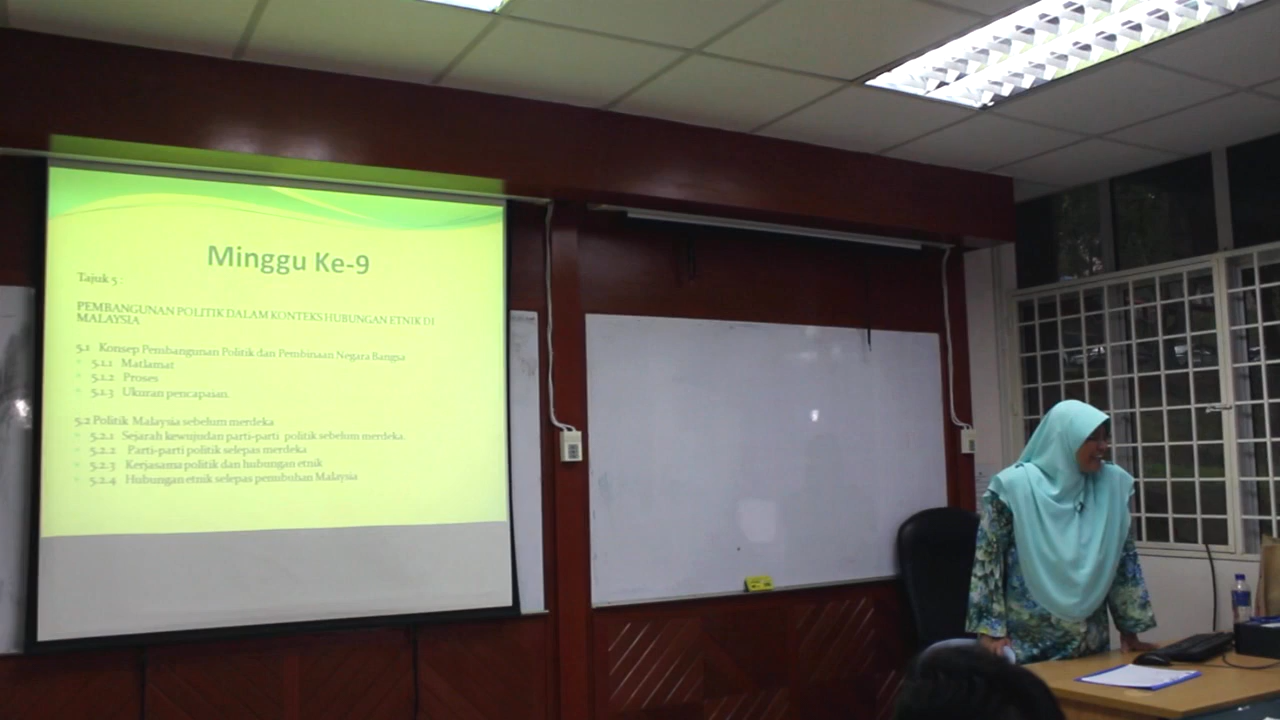 Minggu Ke-9
Tajuk 5 :
PEMBANGUNAN POLITIK DALAM KONTEKS HUBUNGAN ETNIK DI
MALAYSIA
5.1 Konsep Pembangunan Politik dan Pembinaan Negara Bangsa
5.1.1 Matlamat
5.1.2 Proses
5.1.3 Ukuran pencapaian.
5.2 Politik Malaysia sebelum merdeka
5.2.1 Sejarah kewujudan parti-parti politik sebelum merdeka.
5.2.2 Parti-parti politik selepas merdeka
5.2.3 Kerjasama politik dan hubungan etnik
5.2.4 Hubungan etnik selepas penubuhan Malaysia